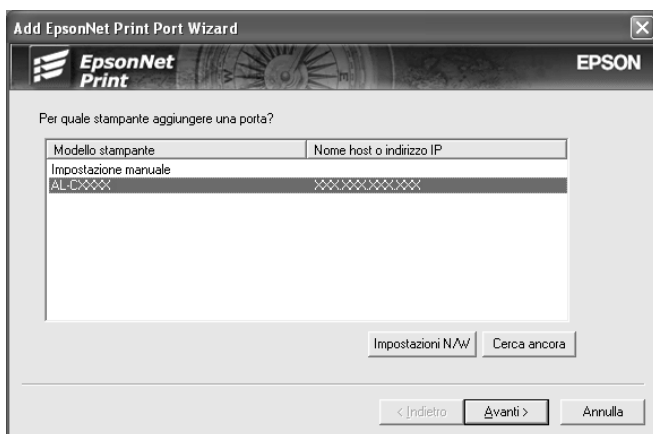 Add EpsonNet Print Port Wizard
EpsonNet
Print
EPSON
Per quale stampante aggiungere una porta?
Modello stampante Nome host o indirizzo IP
Impostazione manuale
AL-CXXXX XXX.XXX.XXX.XXX
Impostazioni N/W Cerca ancora
< Indietro Avanti > Annulla